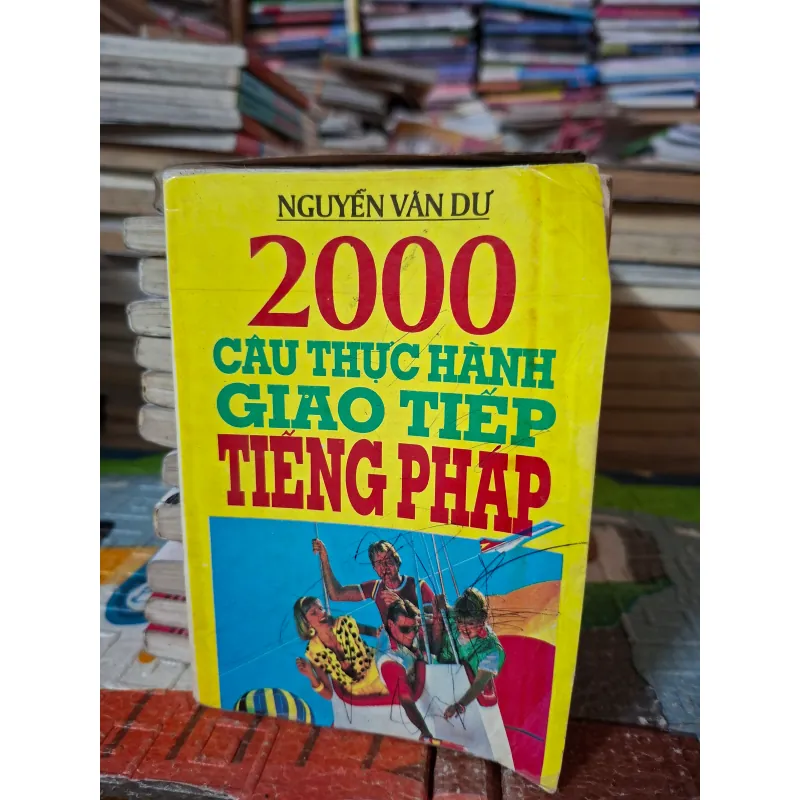 NGUYỄN VĂN DƯ
2000
CÂU THỰC HÀNH
GIAO TIẾP
TIẾNG PHÁP